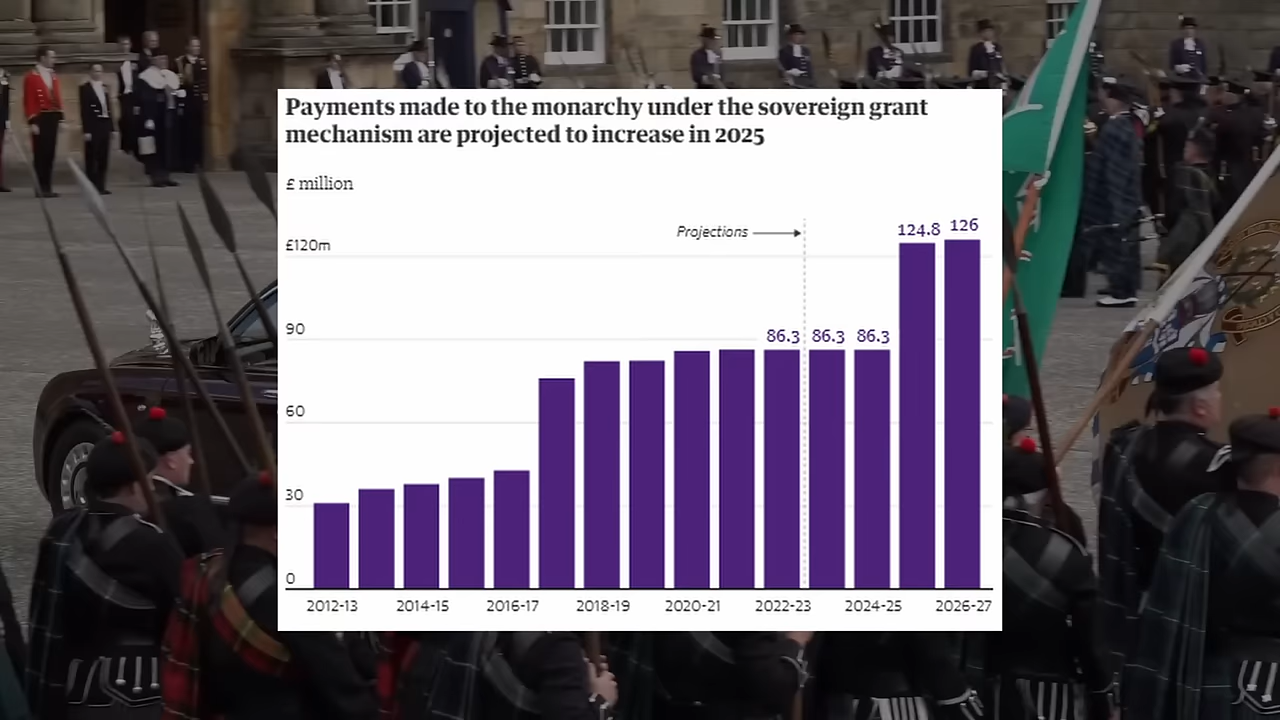 Payments made to the monarchy under the sovereign grant
mechanism are projected to increase in 2025
£ million
Projections
£120m
124.8 126
90
86.3 86.3 86.3
60
30
0
2012-13 2014-15 2016-17 2018-19 2020-21 2022-23 2024-25 2026-27